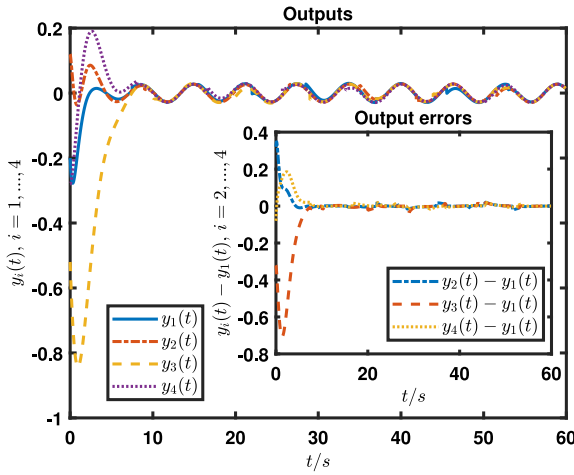 Outputs
0.2
0
-0.2
-0.4
-0.6
-0.8
-1
y_i(t), i = 1, ..., 4
0 10 20 30 40 50 60
t/s
y_1(t)
y_2(t)
y_3(t)
y_4(t)
Output errors
0.4
0.2
0
-0.2
-0.4
-0.6
-0.8
y_i(t) − y_1(t), i = 2, ..., 4
0 20 40 60
t/s
y_2(t) − y_1(t)
y_3(t) − y_1(t)
y_4(t) − y_1(t)